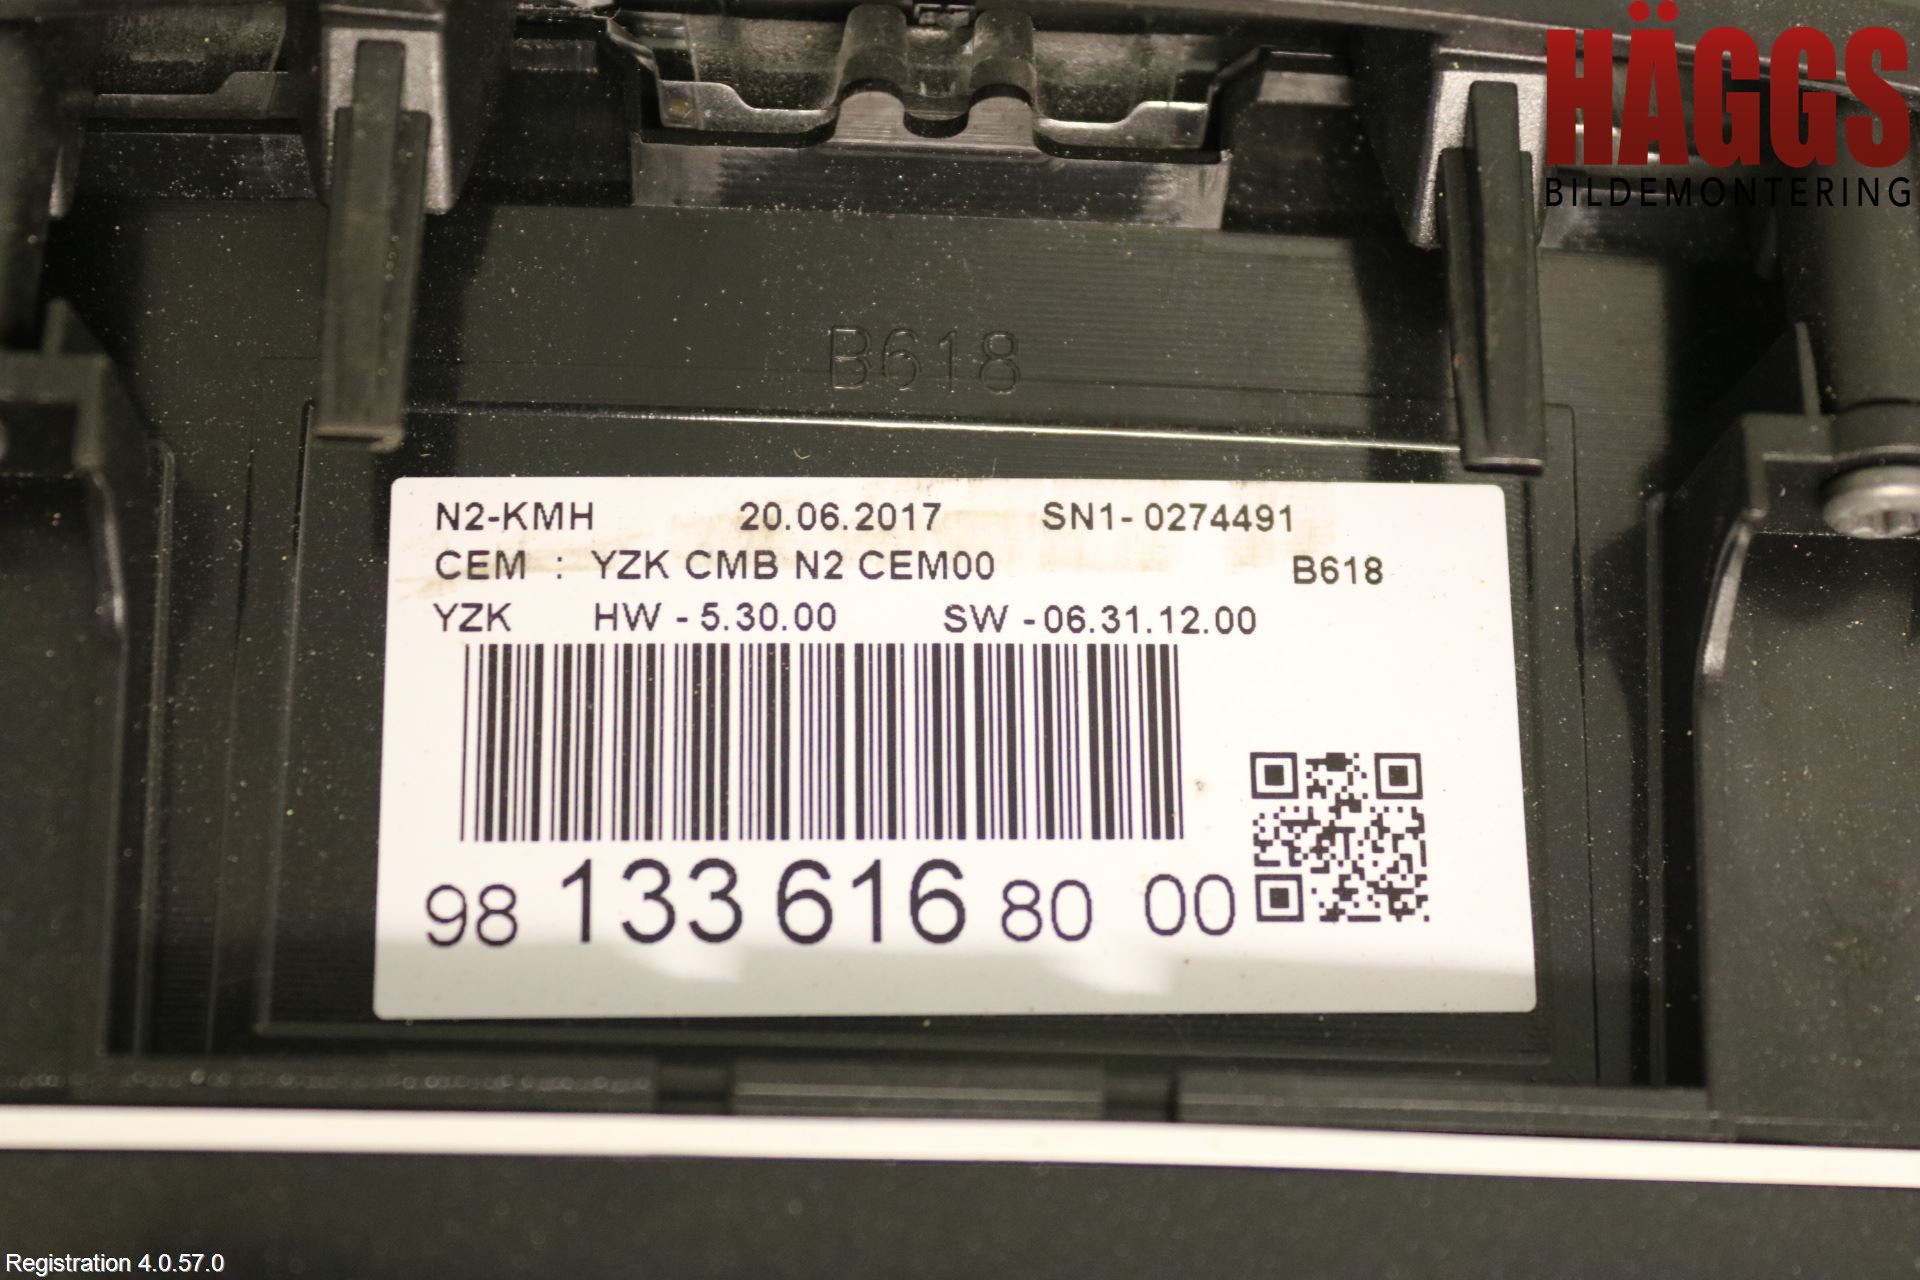 HÄGGS
BILDEMONTERING
B618
N2-KMH 20.06.2017 SN1- 0274491
CEM : YZK CMB N2 CEM00 B618
YZK HW - 5.30.00 SW - 06.31.12.00
98 133 616 80 00
Registration 4.0.57.0